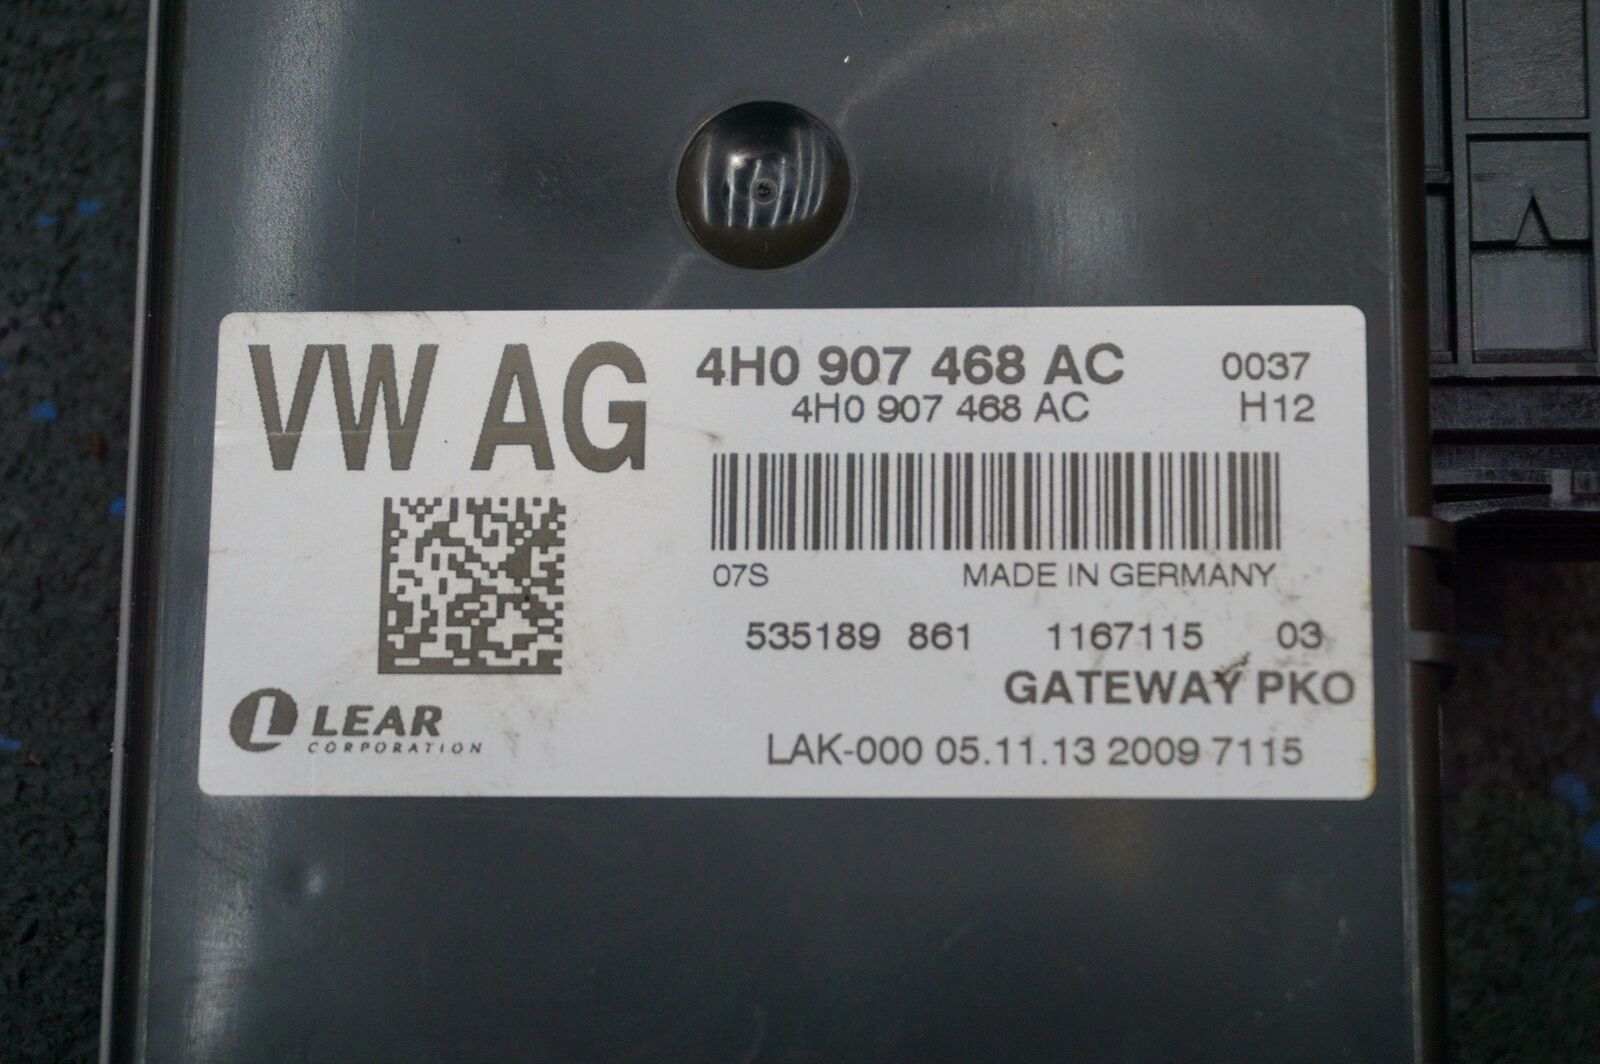 VW AG
4H0 907 468 AC 0037
4H0 907 468 AC H12
07S MADE IN GERMANY
535189 861 1167115 03
GATEWAY PKO
LEAR
CORPORATION
LAK-000 05.11.13 2009 7115